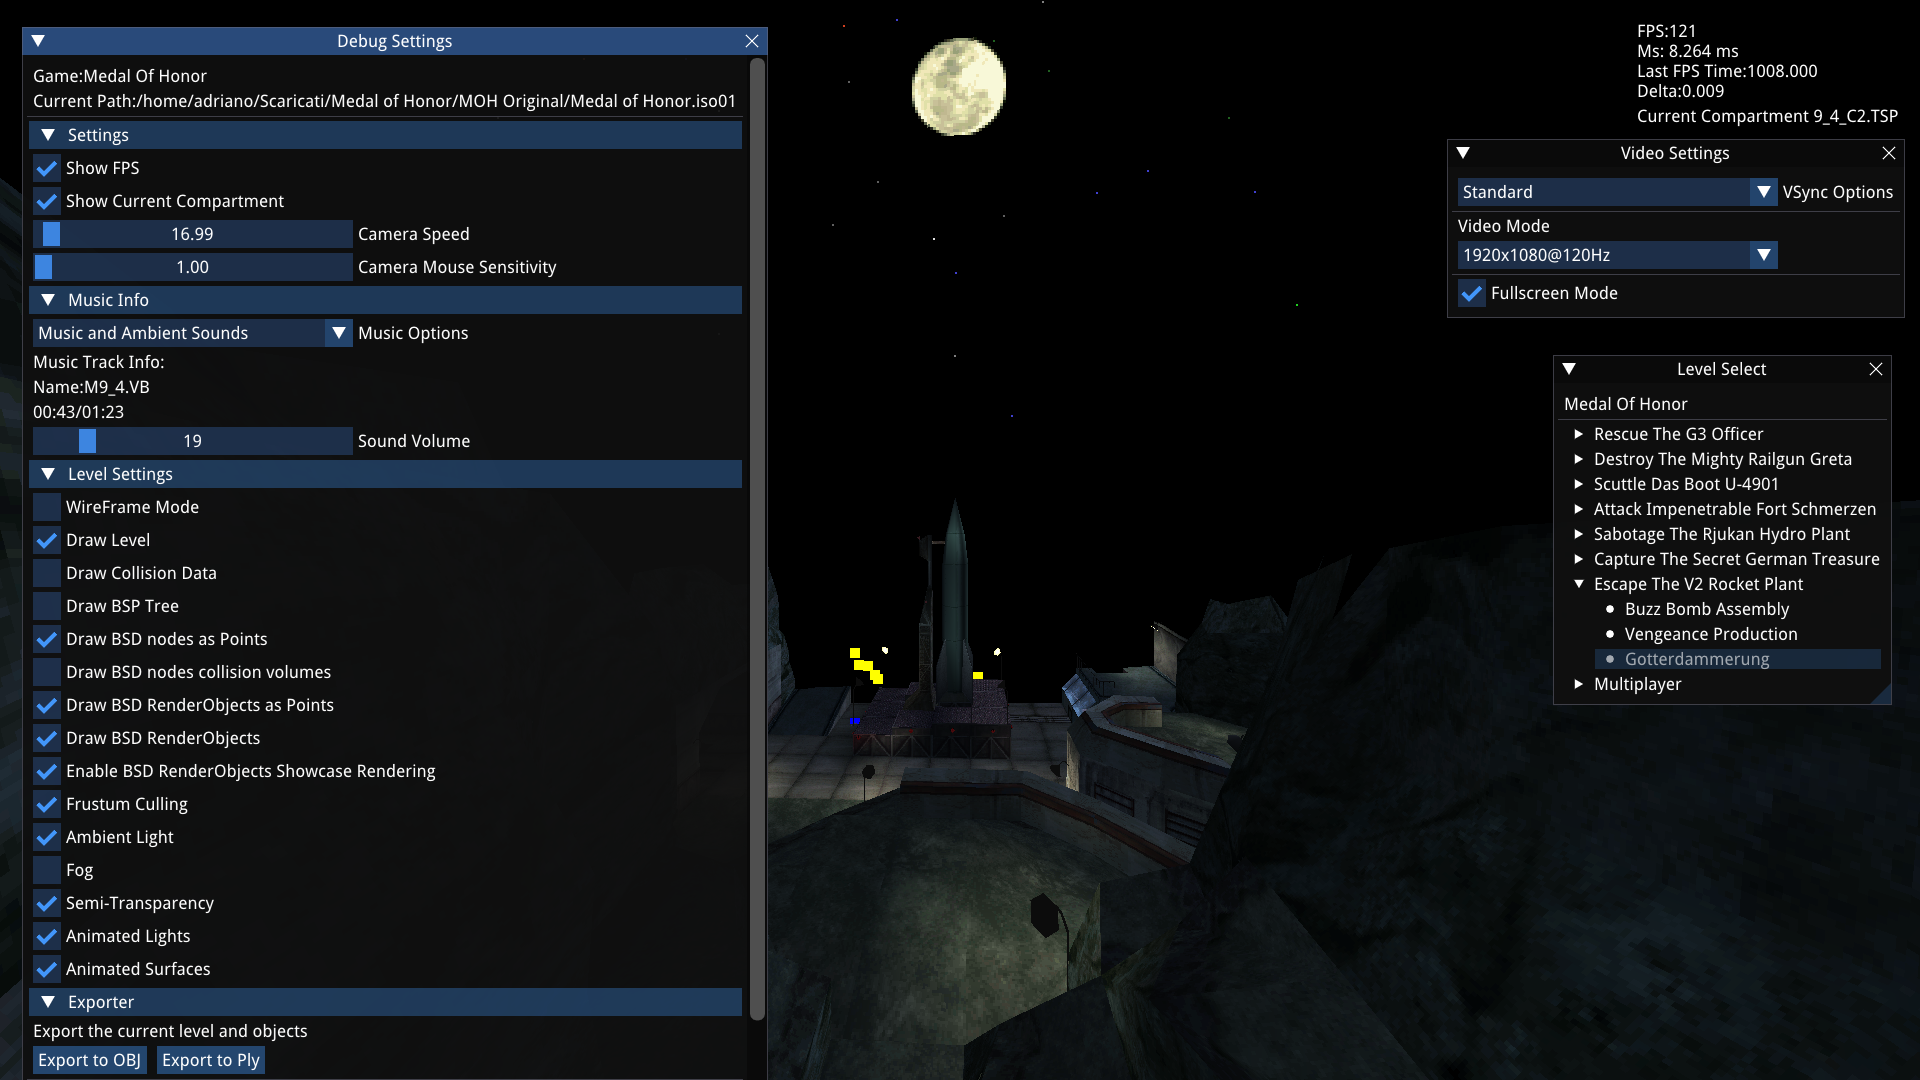 Debug Settings
Game:Medal Of Honor
Current Path:/home/adriano/Scaricati/Medal of Honor/MOH Original/Medal of Honor.iso01
Settings
Show FPS
Show Current Compartment
16.99 Camera Speed
1.00 Camera Mouse Sensitivity
Music Info
Music and Ambient Sounds Music Options
Music Track Info:
Name:M9_4.VB
00:43/01:23
19 Sound Volume
Level Settings
WireFrame Mode
Draw Level
Draw Collision Data
Draw BSP Tree
Draw BSD nodes as Points
Draw BSD nodes collision volumes
Draw BSD RenderObjects as Points
Draw BSD RenderObjects
Enable BSD RenderObjects Showcase Rendering
Frustum Culling
Ambient Light
Fog
Semi-Transparency
Animated Lights
Animated Surfaces
Exporter
Export the current level and objects
Export to OBJ Export to Ply
FPS:121
Ms: 8.264 ms
Last FPS Time:1008.000
Delta:0.009
Current Compartment 9_4_C2.TSP
Video Settings
Standard VSync Options
Video Mode
1920x1080@120Hz
Fullscreen Mode
Level Select
Medal Of Honor
Rescue The G3 Officer
Destroy The Mighty Railgun Greta
Scuttle Das Boot U-4901
Attack Impenetrable Fort Schmerzen
Sabotage The Rjukan Hydro Plant
Capture The Secret German Treasure
Escape The V2 Rocket Plant
Buzz Bomb Assembly
Vengeance Production
Gotterdammerung
Multiplayer